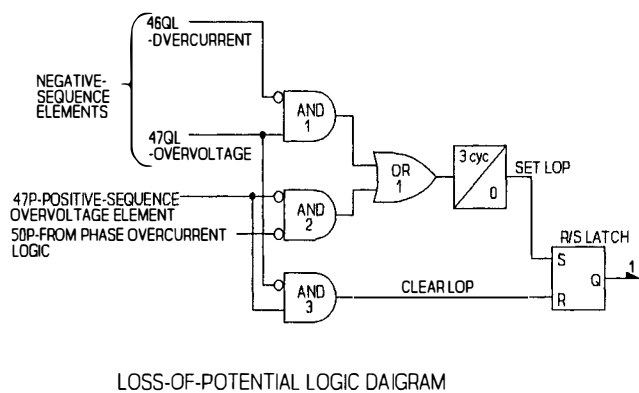 46QL
-DVERCURRENT
NEGATIVE-
SEQUENCE
ELEMENTS
47QL
-OVERVOLTAGE
AND
1
3 cyc
0
SET LOP
OR
1
47P-POSITIVE-SEQUENCE
OVERVOLTAGE ELEMENT
50P-FROM PHASE OVERCURRENT
LOGIC
AND
2
R/S LATCH
S
Q
R
1
AND
3
CLEAR LOP
LOSS-OF-POTENTIAL LOGIC DAIGRAM